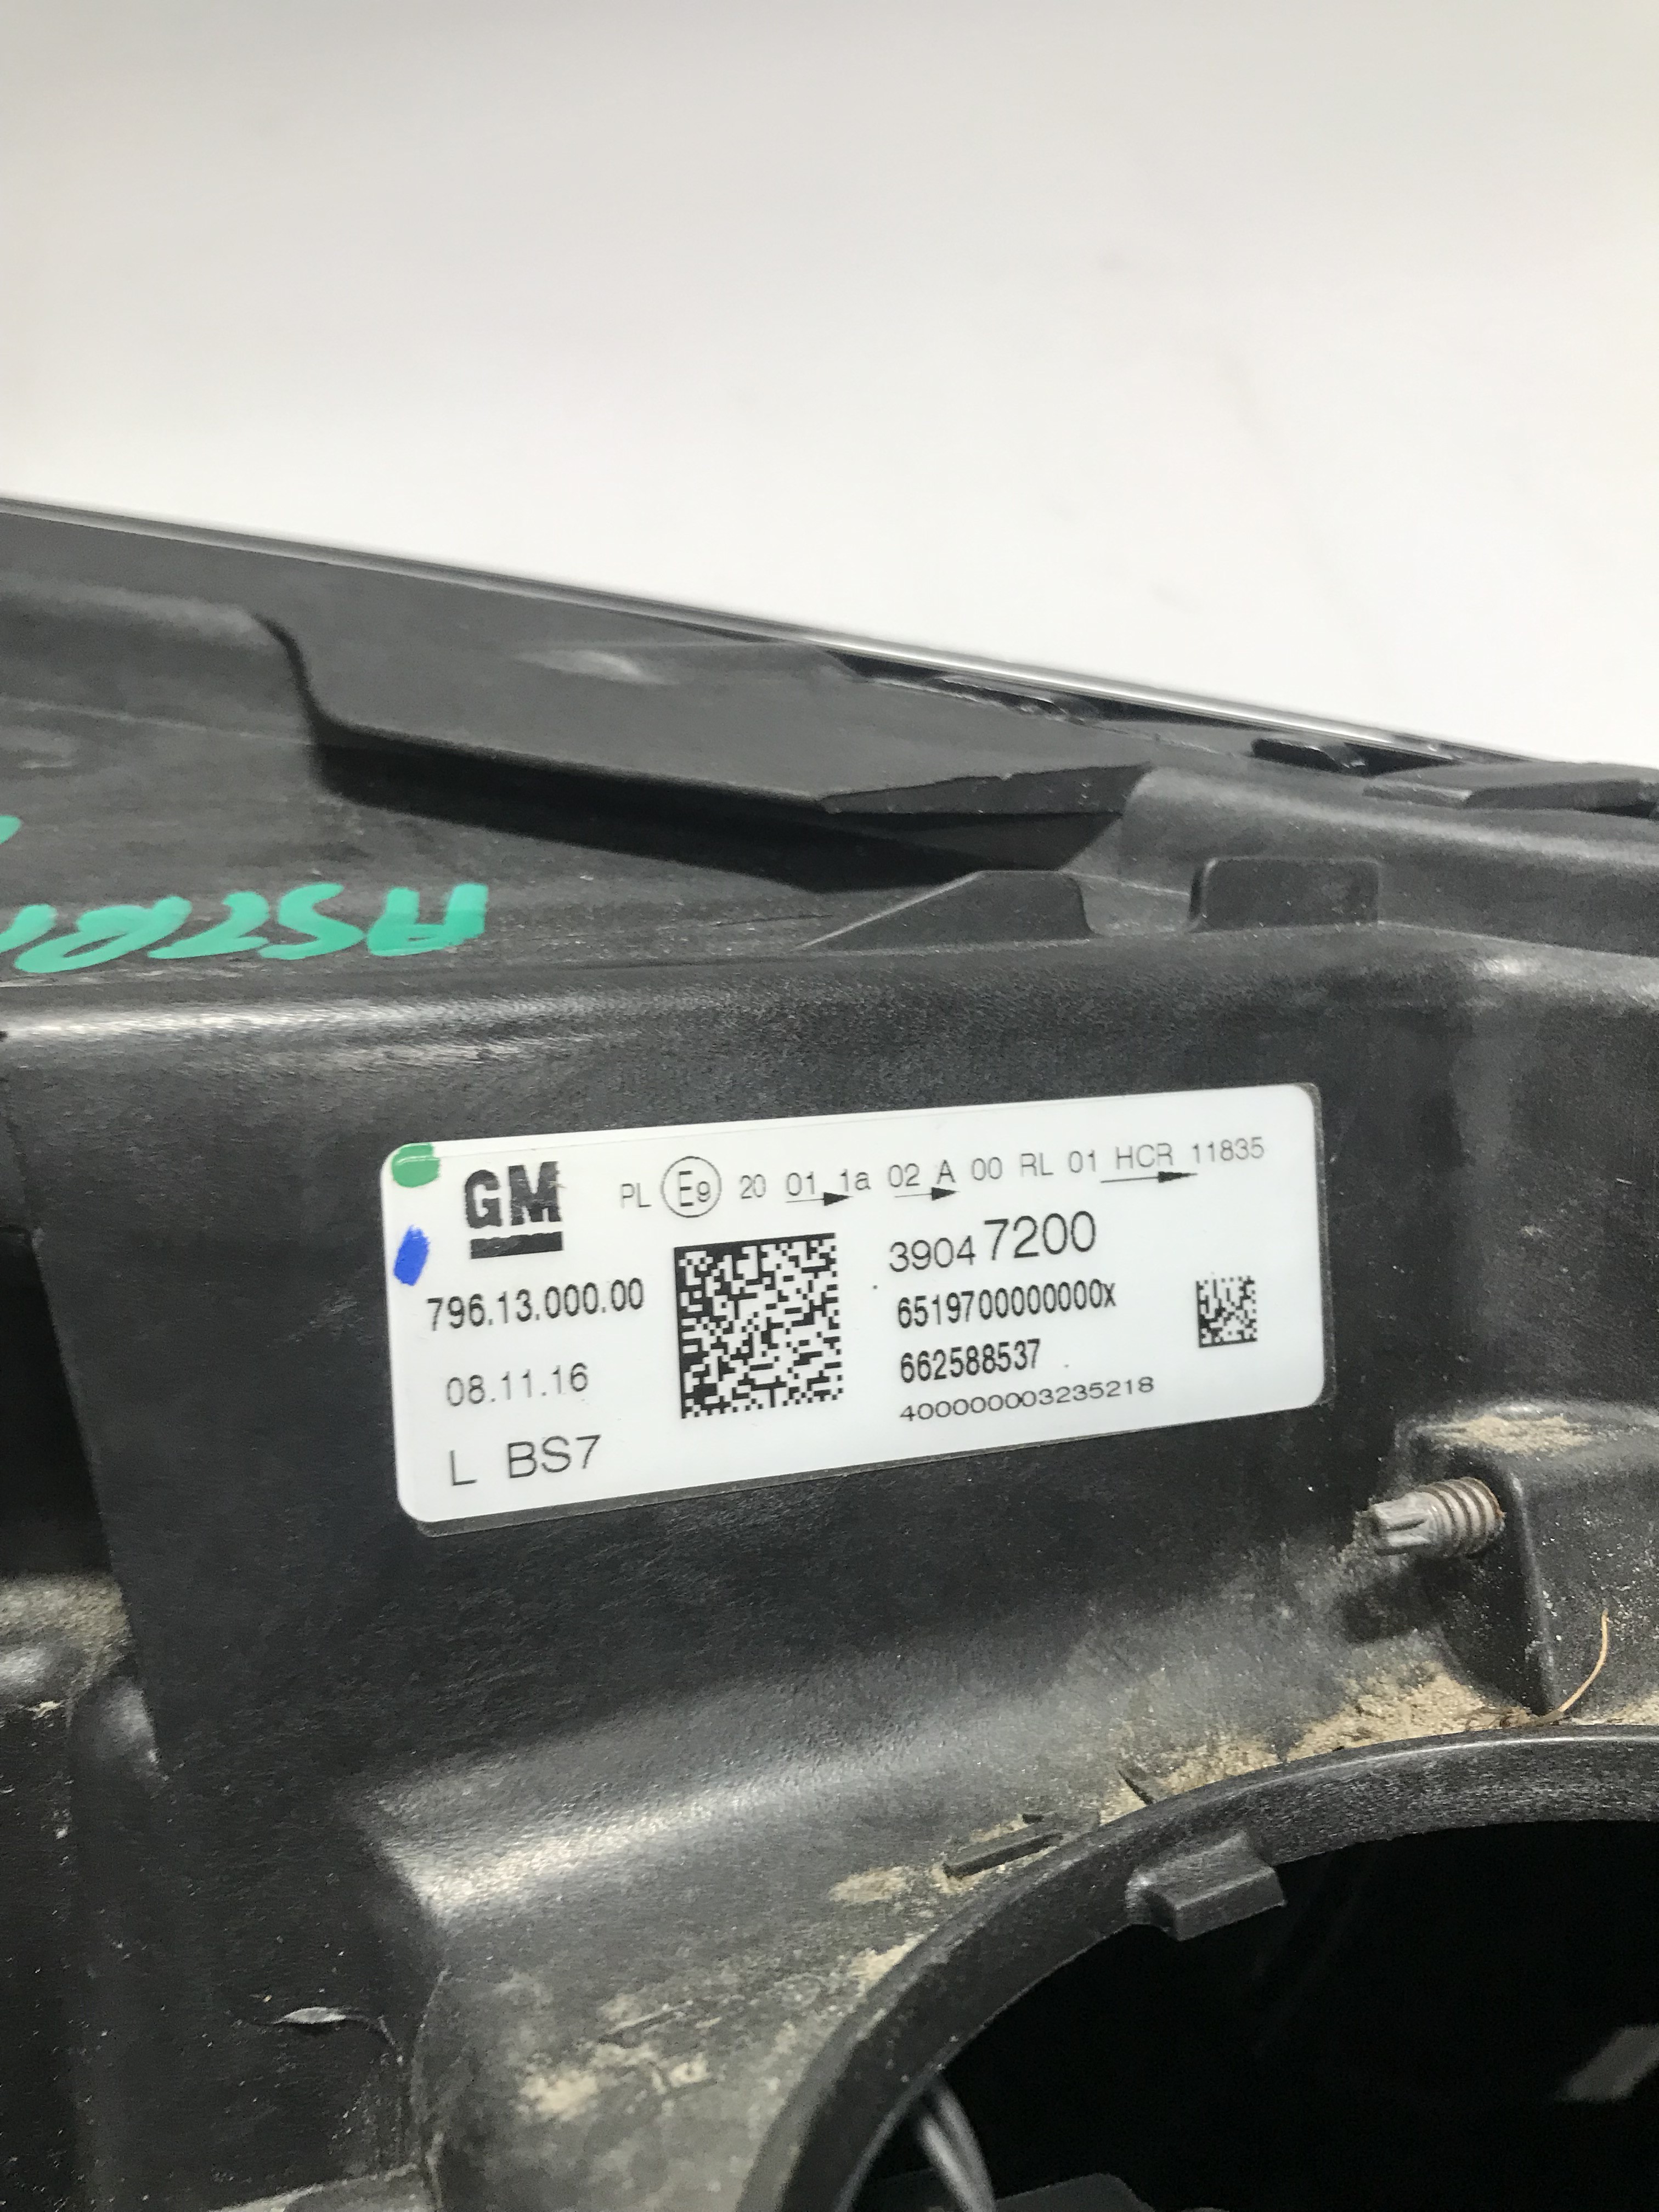 ASTR
GM
PL E9 20 01 1a 02 A 00 RL 01 HCR 11835
39047200
796.13.000.00
6519700000000x
08.11.16
662588537
400000003235218
L BS7